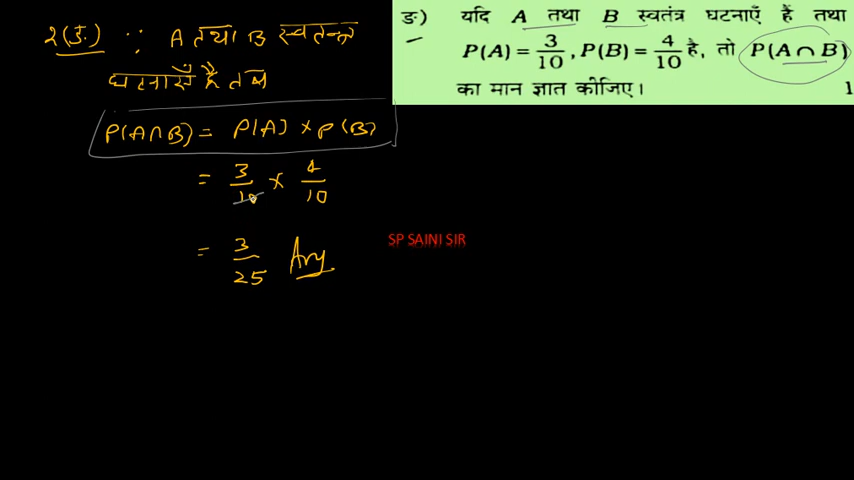 ङ) यदि A तथा B स्वतंत्र घटनाएँ हैं तथा
P(A) = 3/10, P(B) = 4/10 है, तो P(A ∩ B)
का मान ज्ञात कीजिए। 1
2(ङ) ∵ A तथा B स्वतन्त्र
घटनाएँ है तब
P(A∩B) = P(A) × P(B)
= 3/10 × 4/10
= 3/25 Ans
SP SAINI SIR